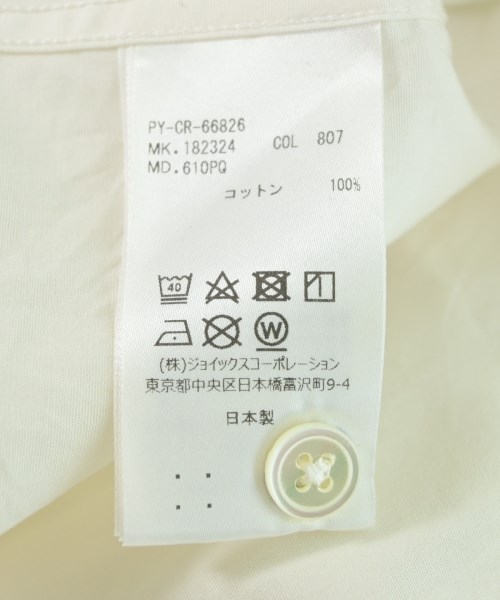 PY-CR-66826
MK.182324 COL 807
MD.610PQ
コットン 100%
40
W
(株)ジョイックスコーポレーション
東京都中央区日本橋富沢町9-4
日本製